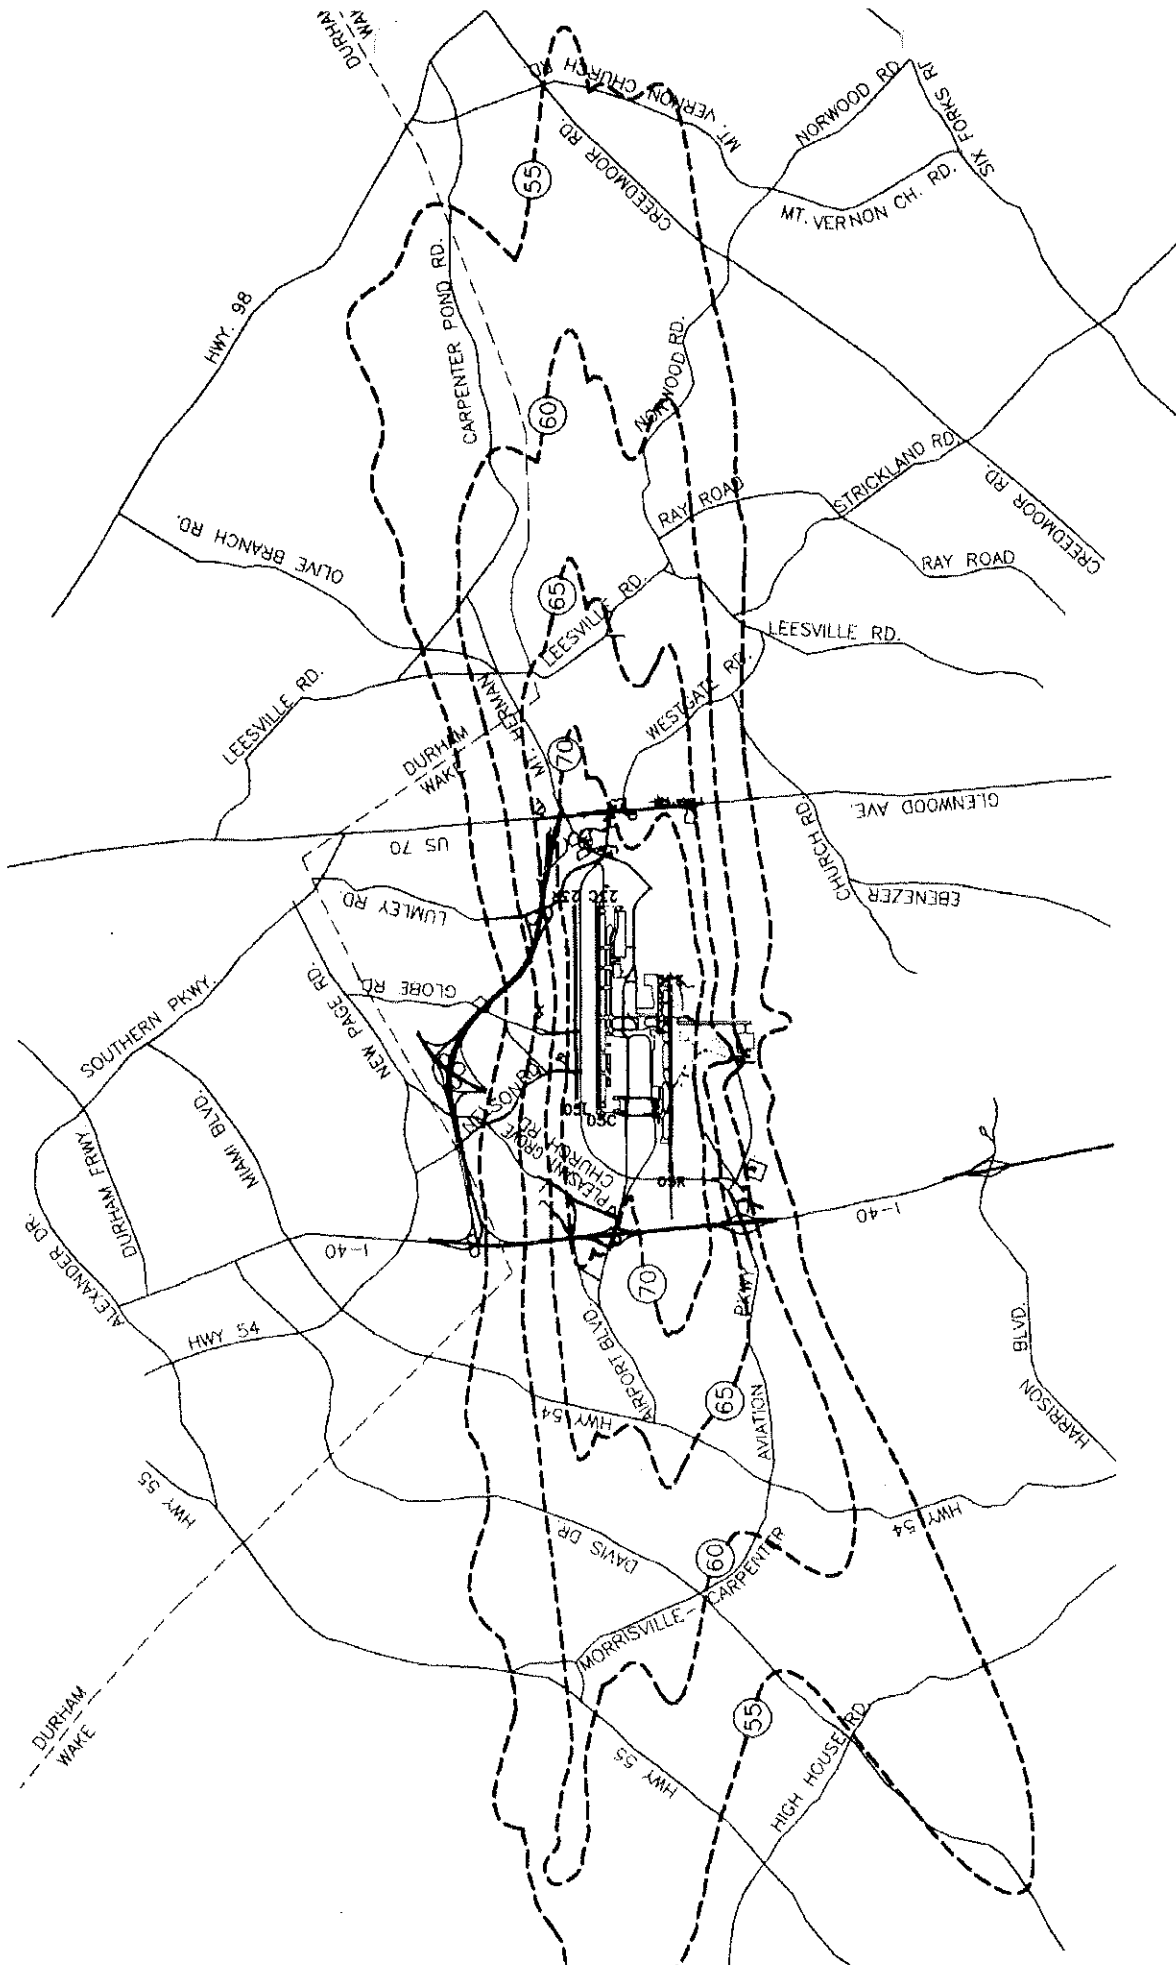 DURHAM
MT. VERNON CHURCH RD
NORWOOD RD.
SIX FORKS
55
CREEDMOOR RD.
MT. VERNON CH. RD.
HWY. 98
CARPENTER POND RD.
60
NORWOOD RD.
OLIVE BRANCH RD.
RAY ROAD
STRICKLAND RD.
CREEDMOOR RD.
RAY ROAD
65
LEESVILLE RD.
LEESVILLE RD.
LEESVILLE RD.
MT. HERMAN
WESTGATE RD.
DURHAM
WAKE
70
US 70
GLENWOOD AVE.
EBENEZER
CHURCH RD.
LUMLEY RD.
23C
GLOBE RD
NEW PAGE RD.
SOUTHERN PKWY.
NELSON RD.
MIAMI BLVD.
DURHAM FRWY
ALEXANDER DR.
05L
05C
05R
PLEASANT GROVE
CHURCH RD.
I-40
I-40
70
PKWY
AVIATION
HWY 54
AIRPORT BLVD.
HARRISON
BLVD.
65
HWY 54
HWY 54
HWY 55
DAVIS DR.
60
MORRISVILLE-CARPENTER
DURHAM
WAKE
55
HWY 55
HIGH HOUSE RD.